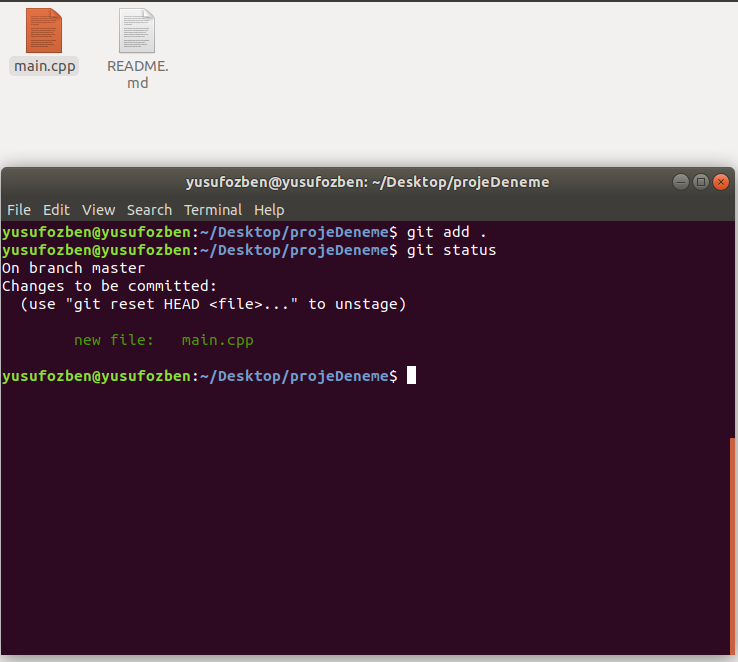 main.cpp
README.
md
yusufozben@yusufozben: ~/Desktop/projeDeneme
File Edit View Search Terminal Help
yusufozben@yusufozben:~/Desktop/projeDeneme$ git add .
yusufozben@yusufozben:~/Desktop/projeDeneme$ git status
On branch master
Changes to be committed:
  (use "git reset HEAD <file>..." to unstage)
        new file:   main.cpp
yusufozben@yusufozben:~/Desktop/projeDeneme$